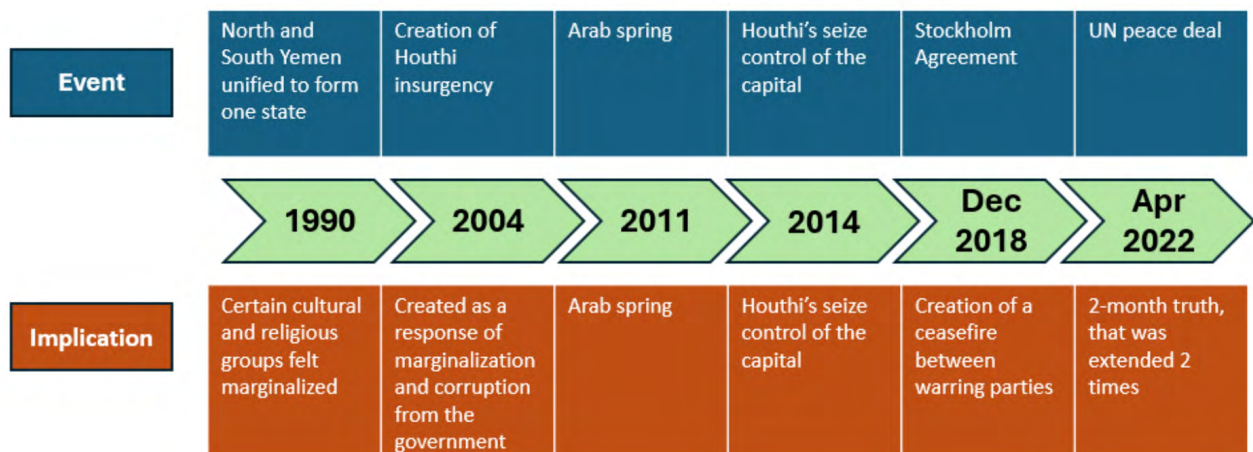 Event
North and
South Yemen
unified to form
one state
Creation of
Houthi
insurgency
Arab spring
Houthi's seize
control of the
capital
Stockholm
Agreement
UN peace deal
1990
2004
2011
2014
Dec
2018
Apr
2022
Implication
Certain cultural
and religious
groups felt
marginalized
Created as a
response of
marginalization
and corruption
from the
government
Arab spring
Houthi's seize
control of the
capital
Creation of a
ceasefire
between
warring parties
2-month truth,
that was
extended 2
times